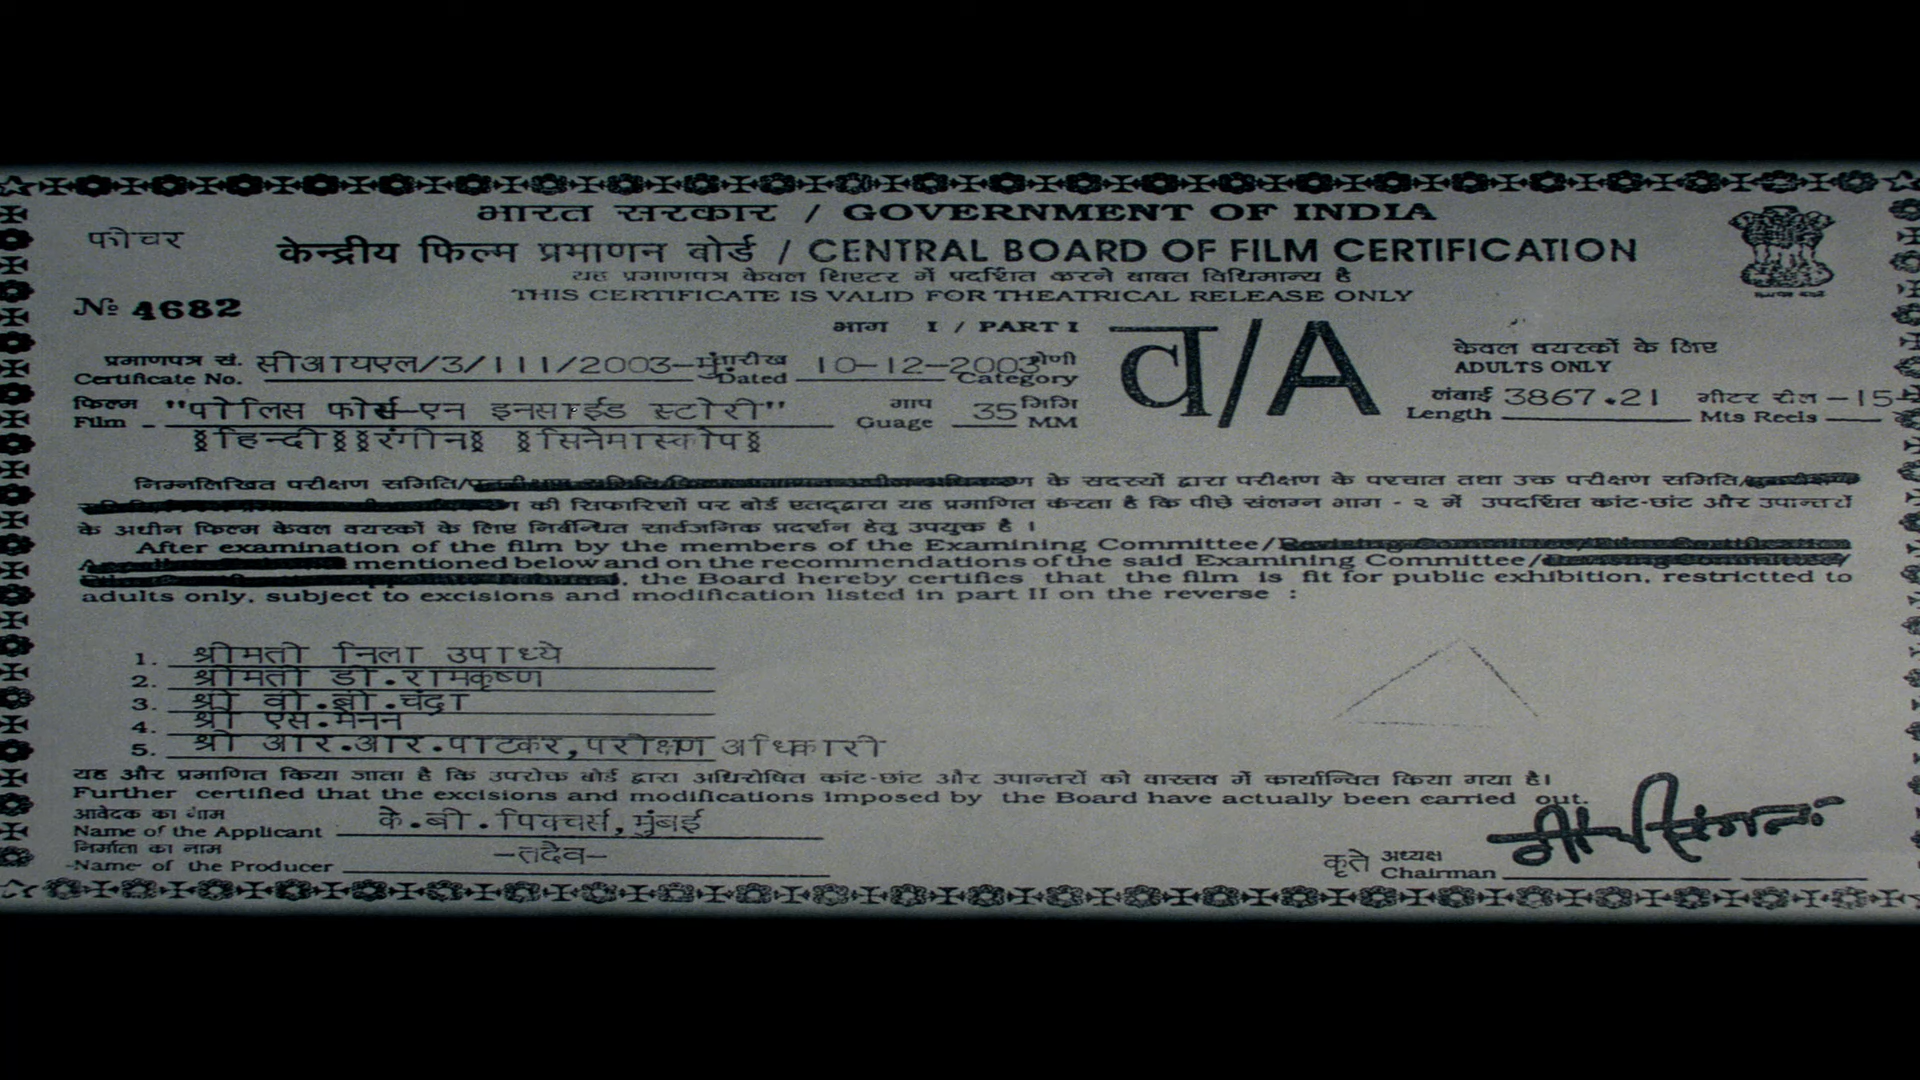 भारत सरकार / GOVERNMENT OF INDIA
फीचर
केन्द्रीय फिल्म प्रमाणन बोर्ड / CENTRAL BOARD OF FILM CERTIFICATION
यह प्रमाणपत्र केवल थिएटर में प्रदर्शित करने बाबत विधिमान्य है
THIS CERTIFICATE IS VALID FOR THEATRICAL RELEASE ONLY
№ 4682
भाग I / PART I
व/A
केवल वयस्कों के लिए
ADULTS ONLY
प्रमाणपत्र सं. सीआयएल/3/111/2003-मुं. तारीख 10-12-2003 श्रेणी
Certificate No. Dated Category
लंबाई 3867.21 मीटर रील -15-
Length Mts Reels
फिल्म "पोलिस फोर्स-एन इनसाईड स्टोरी" गाप 35 मिमि
Film Guage MM
§हिन्दी§§रंगीन§ §सिनेमास्कोप§
निम्नलिखित परीक्षण समिति/ के सदस्यों द्वारा परीक्षण के पश्चात तथा उक्त परीक्षण समिति/
की सिफारिशों पर बोर्ड एतद्द्वारा यह प्रमाणित करता है कि पीछे संलग्न भाग - २ में उपदर्शित कांट-छांट और उपान्तरों
के अधीन फिल्म केवल वयस्कों के लिए निर्बन्धित सार्वजनिक प्रदर्शन हेतु उपयुक्त है ।
After examination of the film by the members of the Examining Committee/
mentioned below and on the recommendations of the said Examining Committee/
, the Board hereby certifies that the film is fit for public exhibition, restrictted to
adults only, subject to excisions and modification listed in part II on the reverse :
1. श्रीमती निला उपाध्ये
2. श्रीमती डी.रामकृष्ण
3. श्री वी.बी.चंद्रा
4. श्री एस.मेनन
5. श्री आर.आर.पाटकर,परीक्षण अधिकारी
यह और प्रमाणित किया जाता है कि उपरोक्त बोर्ड द्वारा अधिरोपित कांट-छांट और उपान्तरों को वास्तव में कार्यान्वित किया गया है।
Further certified that the excisions and modifications imposed by the Board have actually been carried out.
आवेदक का नाम
Name of the Applicant के.बी.पिक्चर्स,मुंबई
निर्माता का नाम
Name of the Producer -तदैव-
कृते अध्यक्ष
Chairman